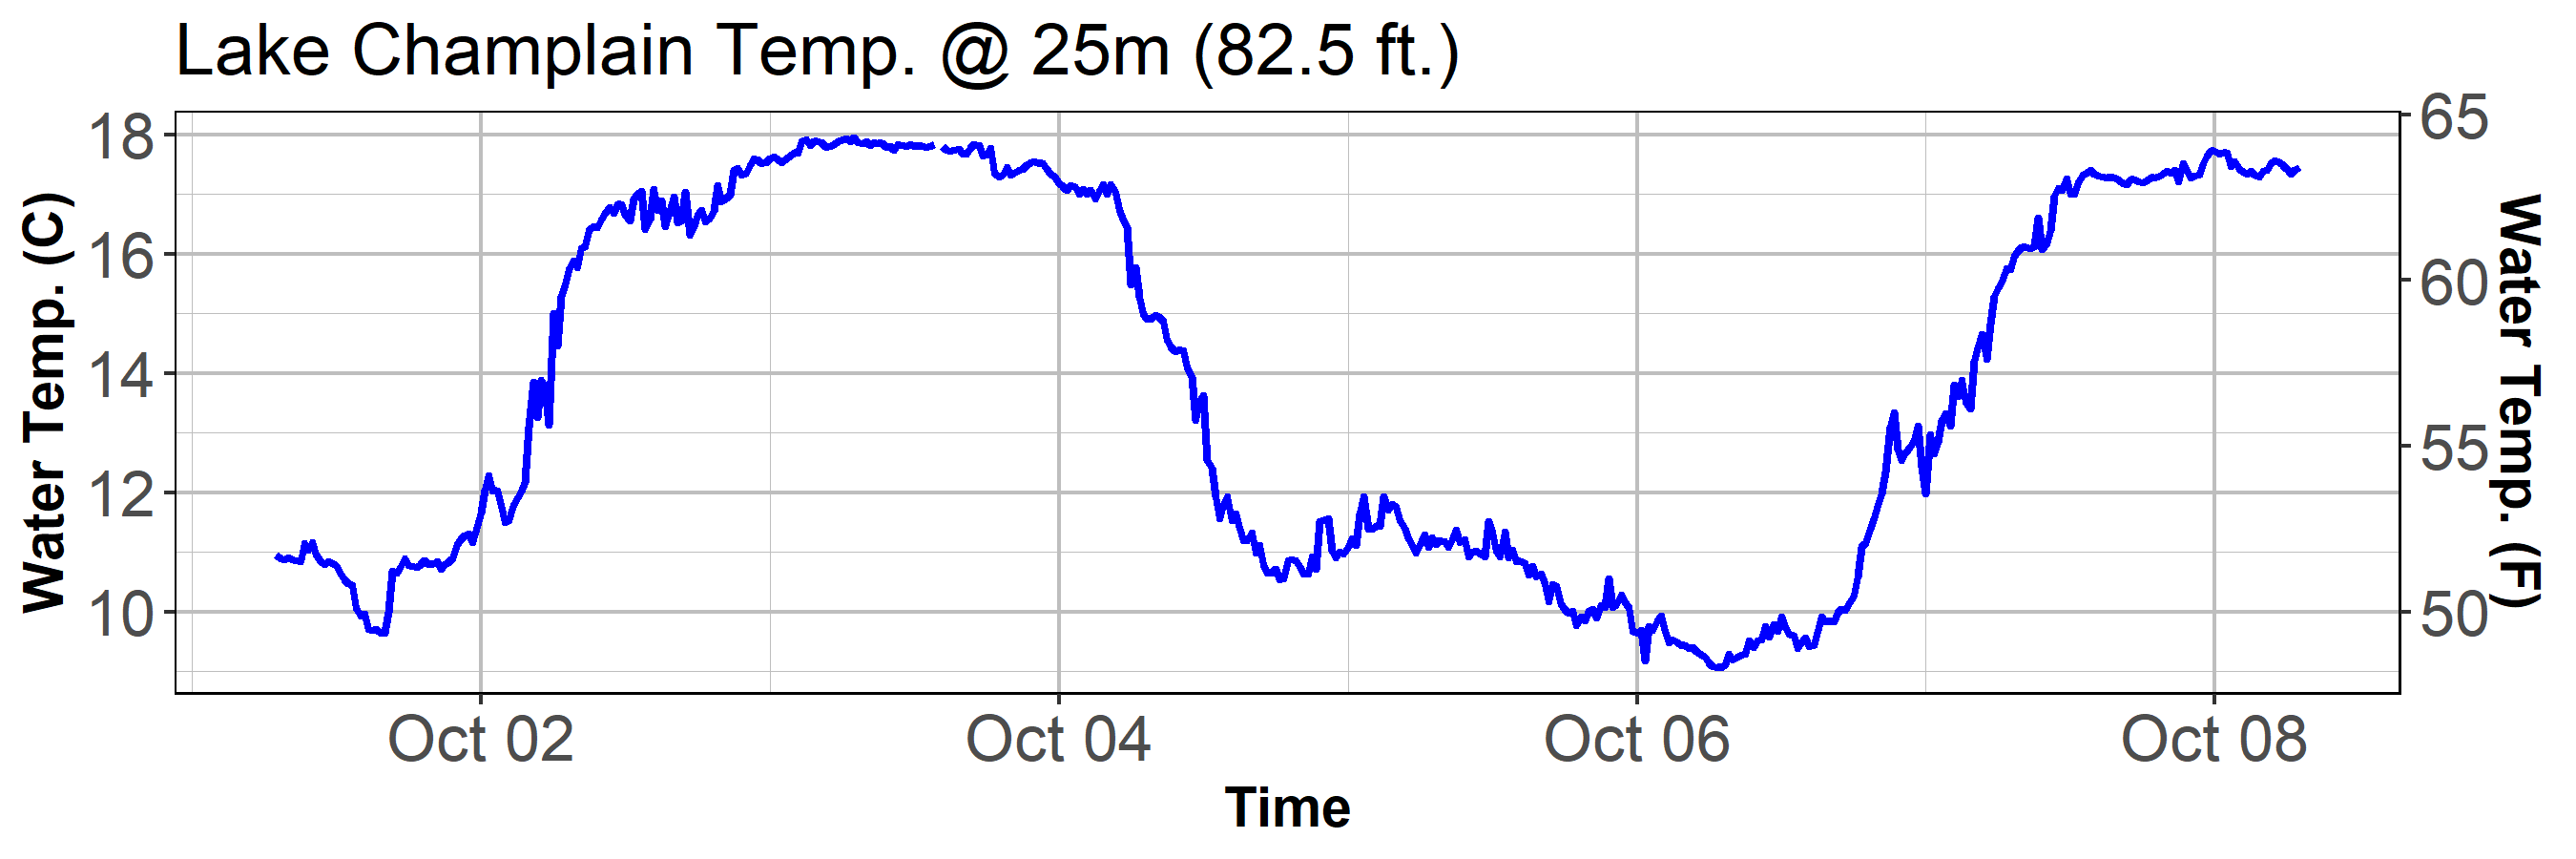 Lake Champlain Temp. @ 25m (82.5 ft.)
Water Temp. (C)
18
16
14
12
10
65
60
55
50
Water Temp. (F)
Oct 02 Oct 04 Oct 06 Oct 08
Time